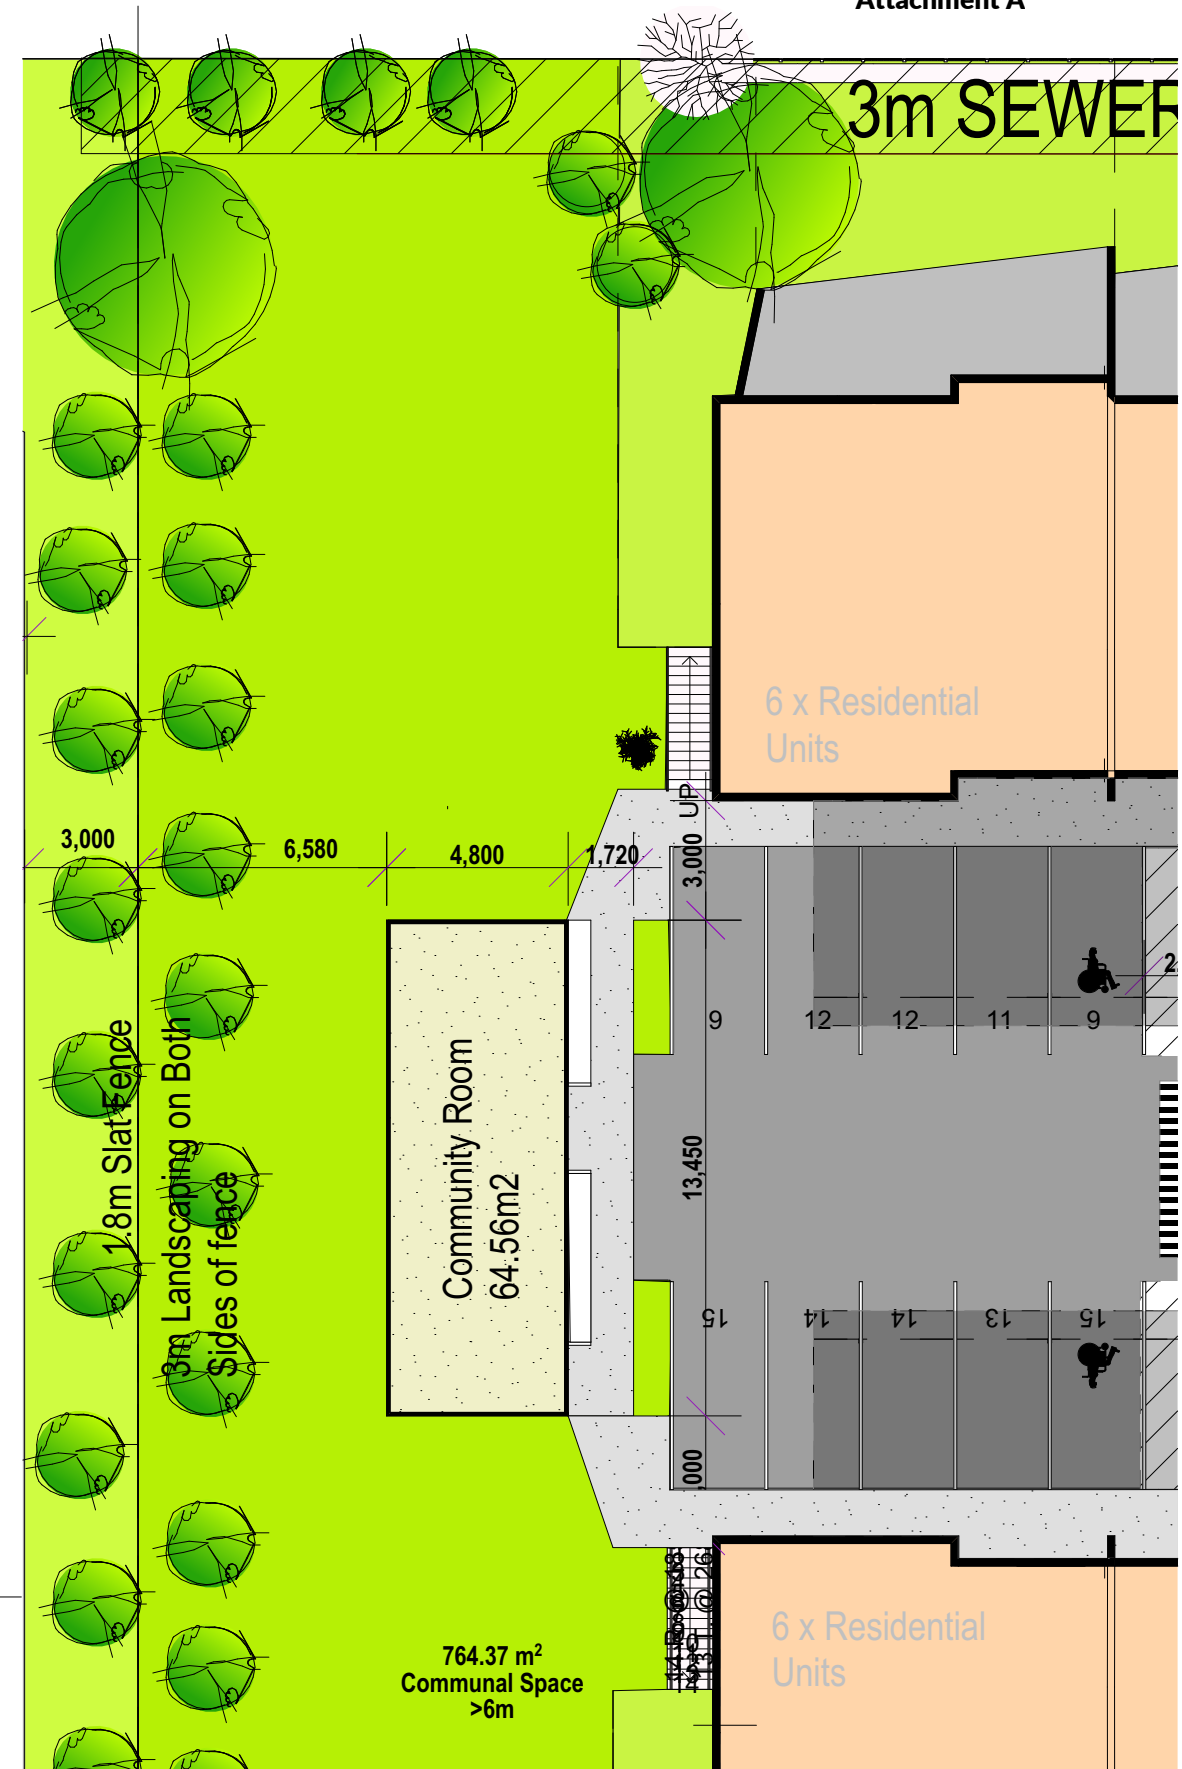 Attachment A
3m SEWER
6 x Residential
Units
UP
3,000
6,580
4,800
1,720
3,000
2
9
12
12
11
9
1.8m Slat Fence
3m Landscaping on Both
Sides of fence
Community Room
64.56m2
13,450
15
14
14
13
15
,000
764.37 m²
Communal Space
>6m
6 x Residential
Units